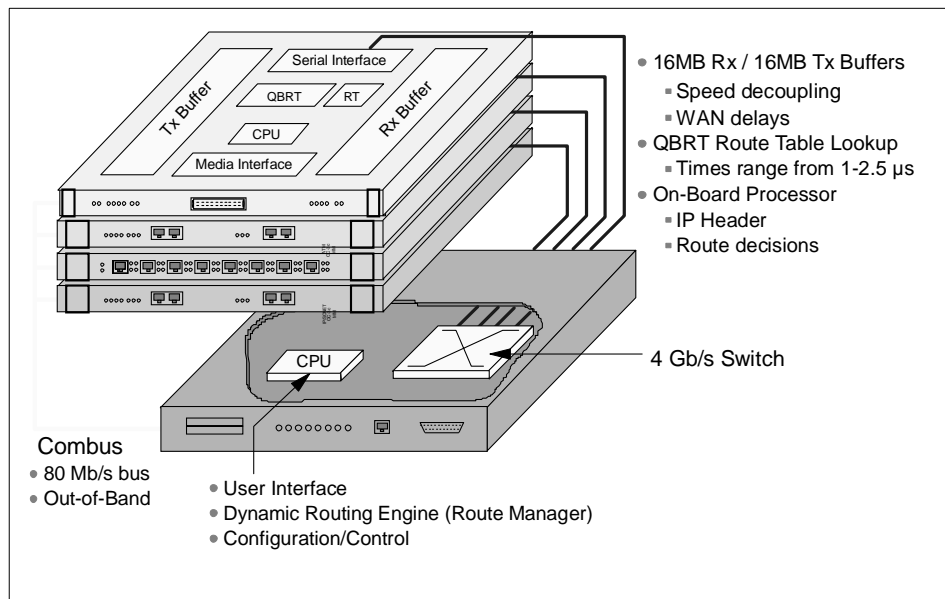 Serial Interface
Tx Buffer
QBRT
RT
Rx Buffer
CPU
Media Interface
• 16MB Rx / 16MB Tx Buffers
▪ Speed decoupling
▪ WAN delays
• QBRT Route Table Lookup
▪ Times range from 1-2.5 µs
• On-Board Processor
▪ IP Header
▪ Route decisions
CPU
4 Gb/s Switch
Combus
• 80 Mb/s bus
• Out-of-Band
• User Interface
• Dynamic Routing Engine (Route Manager)
• Configuration/Control